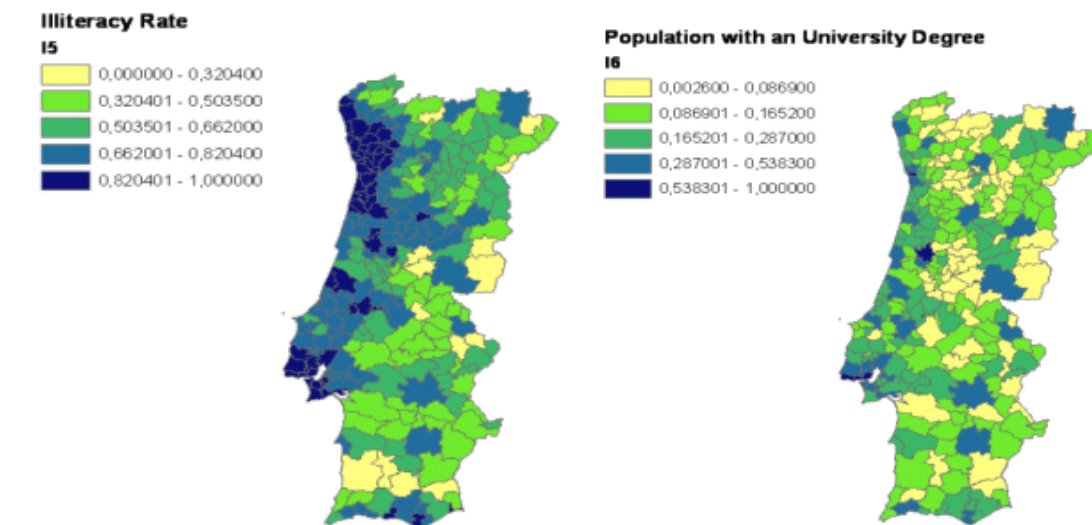 Illiteracy Rate
I5
0,000000 - 0,320400
0,320401 - 0,503500
0,503501 - 0,662000
0,662001 - 0,820400
0,820401 - 1,000000
Population with an University Degree
I6
0,002600 - 0,086900
0,086901 - 0,165200
0,165201 - 0,287000
0,287001 - 0,538300
0,538301 - 1,000000